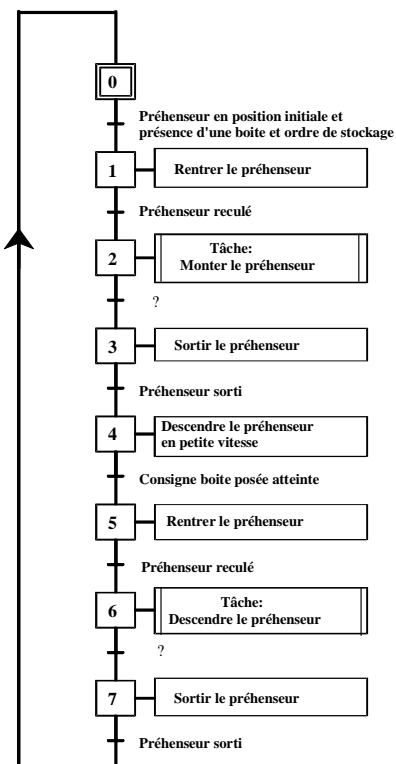 0
Préhenseur en position initiale et
présence d'une boite et ordre de stockage
1
Rentrer le préhenseur
Préhenseur reculé
2
Tâche:
Monter le préhenseur
?
3
Sortir le préhenseur
Préhenseur sorti
4
Descendre le préhenseur
en petite vitesse
Consigne boite posée atteinte
5
Rentrer le préhenseur
Préhenseur reculé
6
Tâche:
Descendre le préhenseur
?
7
Sortir le préhenseur
Préhenseur sorti